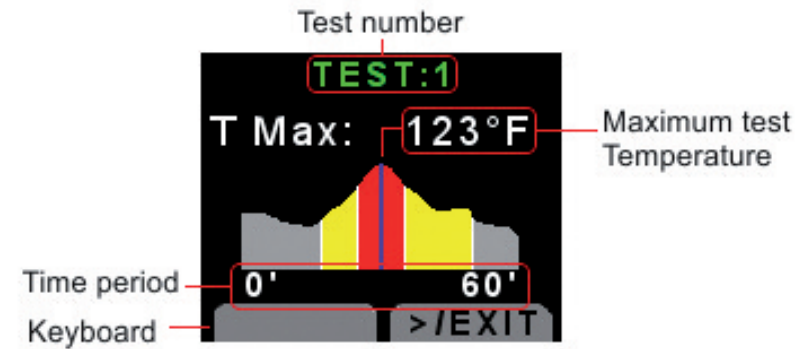 Test number
TEST:1
T Max: 123°F
Maximum test
Temperature
Time period
0' 60'
Keyboard
>/EXIT